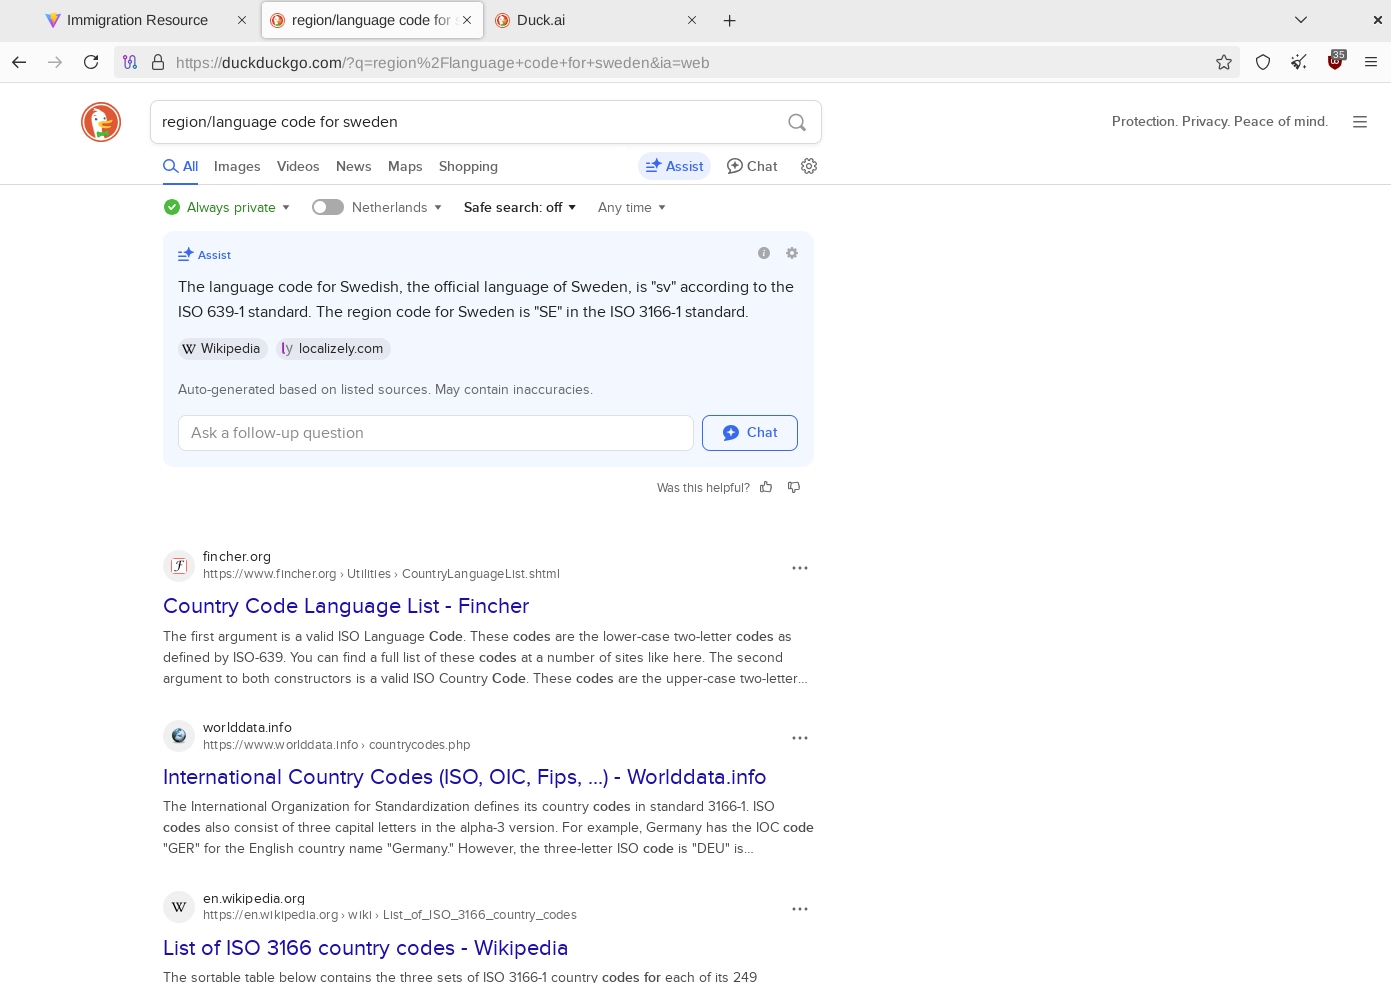 Immigration Resource
region/language code for s
Duck.ai
https://duckduckgo.com/?q=region%2Flanguage+code+for+sweden&ia=web
35
region/language code for sweden
Protection. Privacy. Peace of mind.
All Images Videos News Maps Shopping Assist Chat
Always private Netherlands Safe search: off Any time
Assist
The language code for Swedish, the official language of Sweden, is "sv" according to the
ISO 639-1 standard. The region code for Sweden is "SE" in the ISO 3166-1 standard.
W Wikipedia ly localizely.com
Auto-generated based on listed sources. May contain inaccuracies.
Ask a follow-up question Chat
Was this helpful?
F
fincher.org
https://www.fincher.org › Utilities › CountryLanguageList.shtml
Country Code Language List - Fincher
The first argument is a valid ISO Language Code. These codes are the lower-case two-letter codes as
defined by ISO-639. You can find a full list of these codes at a number of sites like here. The second
argument to both constructors is a valid ISO Country Code. These codes are the upper-case two-letter...
worlddata.info
https://www.worlddata.info › countrycodes.php
International Country Codes (ISO, OIC, Fips, ...) - Worlddata.info
The International Organization for Standardization defines its country codes in standard 3166-1. ISO
codes also consist of three capital letters in the alpha-3 version. For example, Germany has the IOC code
"GER" for the English country name "Germany." However, the three-letter ISO code is "DEU" is...
W
en.wikipedia.org
https://en.wikipedia.org › wiki › List_of_ISO_3166_country_codes
List of ISO 3166 country codes - Wikipedia
The sortable table below contains the three sets of ISO 3166-1 country codes for each of its 249